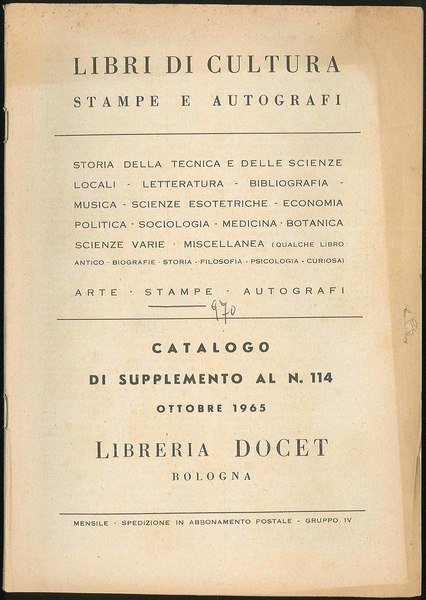 LIBRI DI CULTURA
STAMPE E AUTOGRAFI
STORIA DELLA TECNICA E DELLE SCIENZE
LOCALI - LETTERATURA - BIBLIOGRAFIA -
MUSICA - SCIENZE ESOTETRICHE - ECONOMIA
POLITICA - SOCIOLOGIA - MEDICINA - BOTANICA
SCIENZE VARIE - MISCELLANEA (QUALCHE LIBRO
ANTICO - BIOGRAFIE - STORIA - FILOSOFIA - PSICOLOGIA - CURIOSA)
ARTE - STAMPE - AUTOGRAFI
970
CATALOGO
DI SUPPLEMENTO AL N. 114
OTTOBRE 1965
LIBRERIA DOCET
BOLOGNA
MENSILE - SPEDIZIONE IN ABBONAMENTO POSTALE - GRUPPO IV